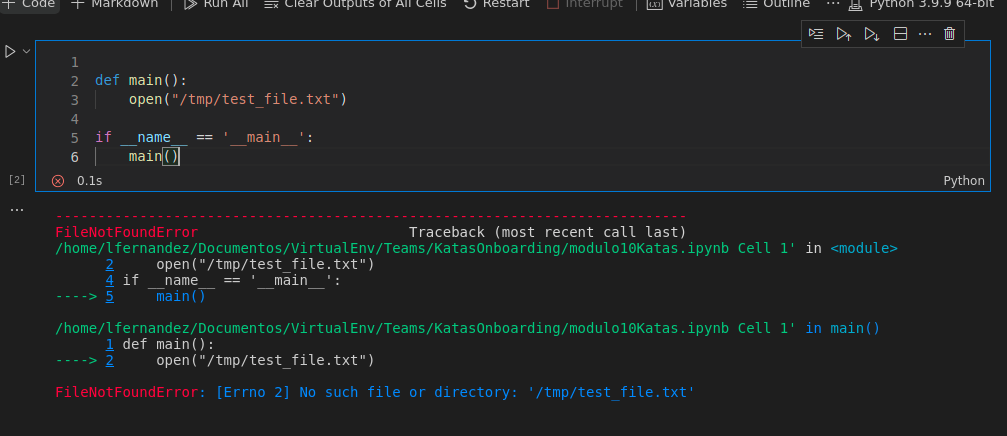 Code + Markdown Run All Clear Outputs of All Cells Restart Interrupt Variables Outline ... Python 3.9.9 64-bit
1
2 def main():
3     open("/tmp/test_file.txt")
4
5 if __name__ == '__main__':
6     main()
[2] 0.1s Python
...
---------------------------------------------------------------------------
FileNotFoundError                         Traceback (most recent call last)
/home/lfernandez/Documentos/VirtualEnv/Teams/KatasOnboarding/modulo10Katas.ipynb Cell 1' in <module>
      2     open("/tmp/test_file.txt")
      4 if __name__ == '__main__':
----> 5     main()
/home/lfernandez/Documentos/VirtualEnv/Teams/KatasOnboarding/modulo10Katas.ipynb Cell 1' in main()
      1 def main():
----> 2     open("/tmp/test_file.txt")
FileNotFoundError: [Errno 2] No such file or directory: '/tmp/test_file.txt'